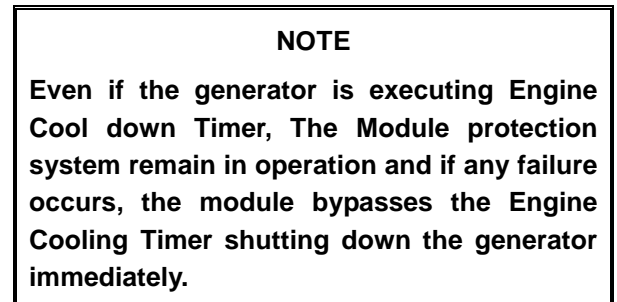 NOTE
Even if the generator is executing Engine
Cool down Timer, The Module protection
system remain in operation and if any failure
occurs, the module bypasses the Engine
Cooling Timer shutting down the generator
immediately.